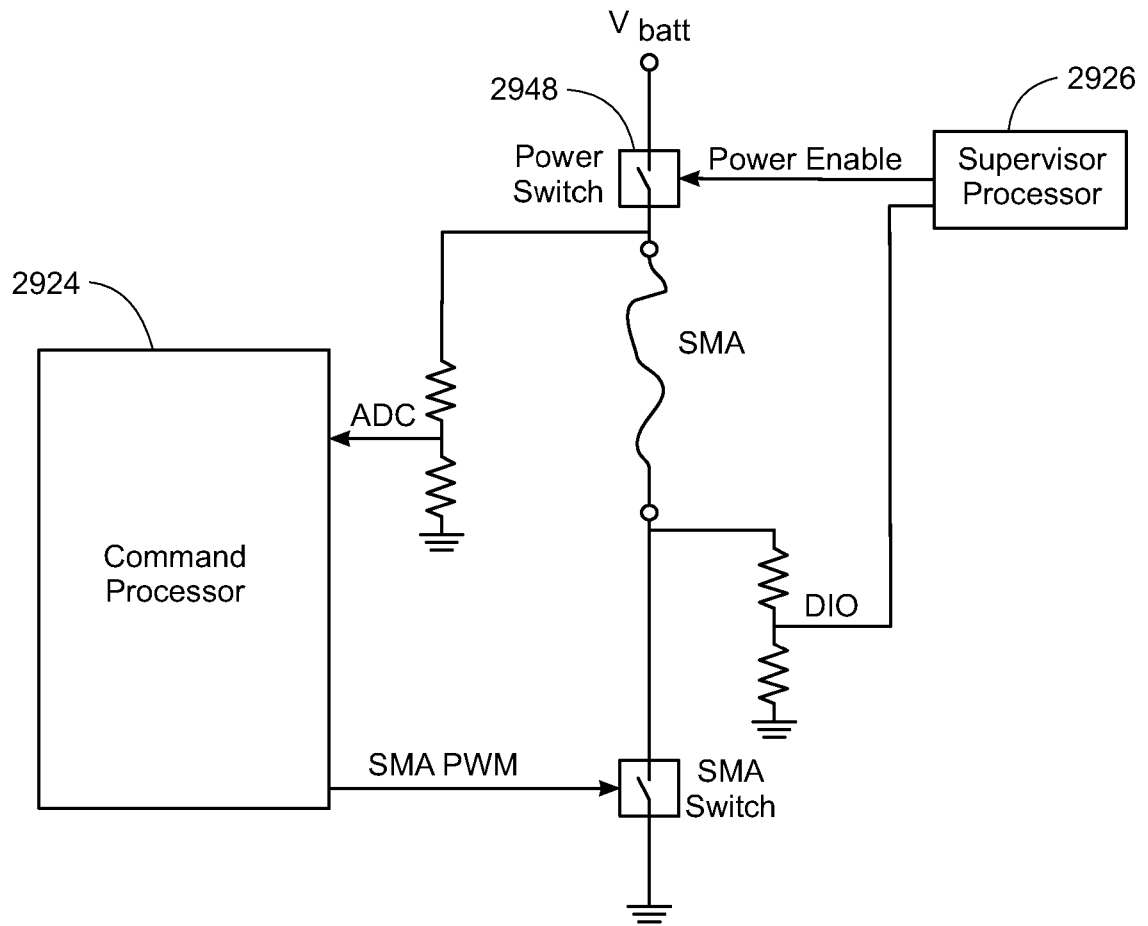 V batt
2948
2926
Power
Switch
Power Enable
Supervisor
Processor
2924
SMA
ADC
Command
Processor
DIO
SMA PWM
SMA
Switch